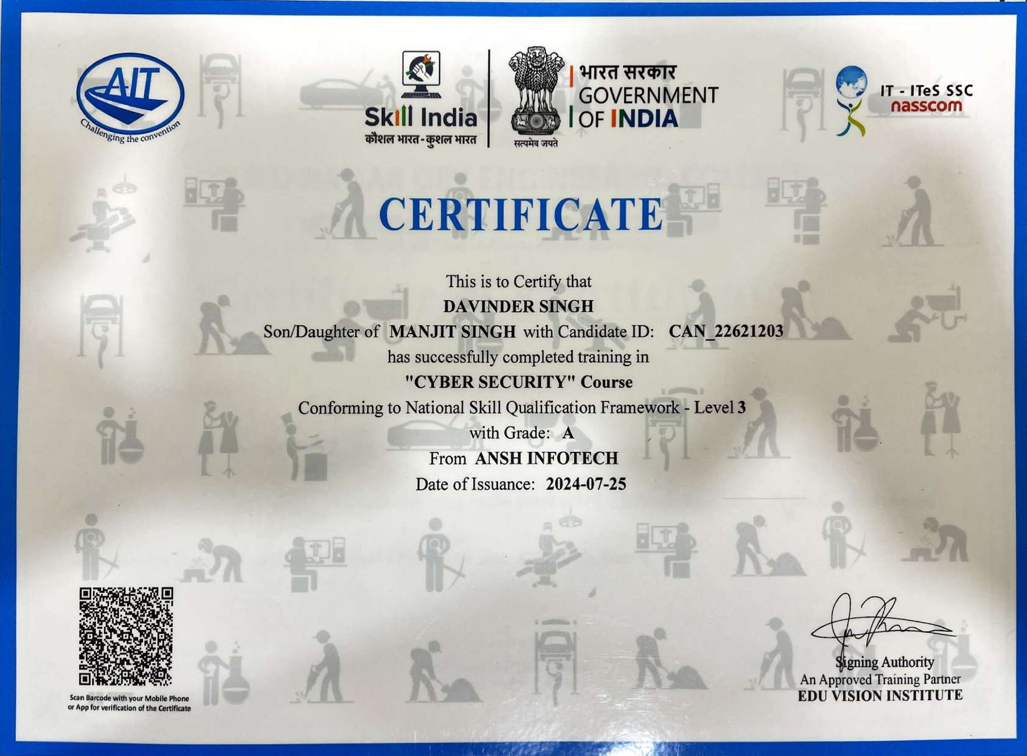 AIT
Challenging the convention
Skill India
कौशल भारत-कुशल भारत
सत्यमेव जयते
भारत सरकार
GOVERNMENT
OF INDIA
IT - ITeS SSC
nasscom
CERTIFICATE
This is to Certify that
DAVINDER SINGH
Son/Daughter of MANJIT SINGH with Candidate ID: CAN_22621203
has successfully completed training in
"CYBER SECURITY" Course
Conforming to National Skill Qualification Framework - Level 3
with Grade: A
From ANSH INFOTECH
Date of Issuance: 2024-07-25
Scan Barcode with your Mobile Phone
or App for verification of the Certificate
Signing Authority
An Approved Training Partner
EDU VISION INSTITUTE